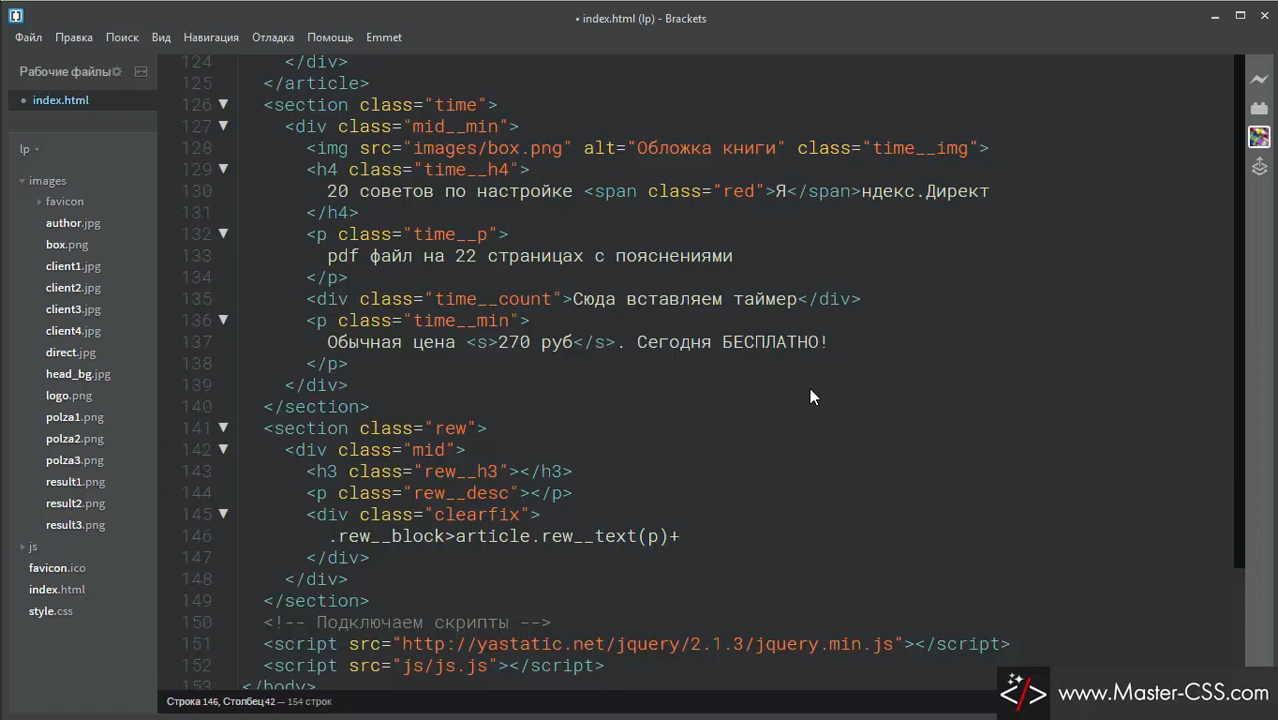 • index.html (lp) - Brackets
Файл Правка Поиск Вид Навигация Отладка Помощь Emmet
Рабочие файлы
• index.html
lp
images
favicon
author.jpg
box.png
client1.jpg
client2.jpg
client3.jpg
client4.jpg
direct.jpg
head_bg.jpg
logo.png
polza1.png
polza2.png
polza3.png
result1.png
result2.png
result3.png
js
favicon.ico
index.html
style.css
124 </div>
125 </article>
126 <section class="time">
127 <div class="mid__min">
128 <img src="images/box.png" alt="Обложка книги" class="time__img">
129 <h4 class="time__h4">
130 20 советов по настройке <span class="red">Я</span>ндекс.Директ
131 </h4>
132 <p class="time__p">
133 pdf файл на 22 страницах с пояснениями
134 </p>
135 <div class="time__count">Сюда вставляем таймер</div>
136 <p class="time__min">
137 Обычная цена <s>270 руб</s>. Сегодня БЕСПЛАТНО!
138 </p>
139 </div>
140 </section>
141 <section class="rew">
142 <div class="mid">
143 <h3 class="rew__h3"></h3>
144 <p class="rew__desc"></p>
145 <div class="clearfix">
146 .rew__block>article.rew__text(p)+
147 </div>
148 </div>
149 </section>
150 <!-- Подключаем скрипты -->
151 <script src="http://yastatic.net/jquery/2.1.3/jquery.min.js"></script>
152 <script src="js/js.js"></script>
153 </body>
Строка 146, Столбец 42 — 154 строк
</> www.Master-CSS.com